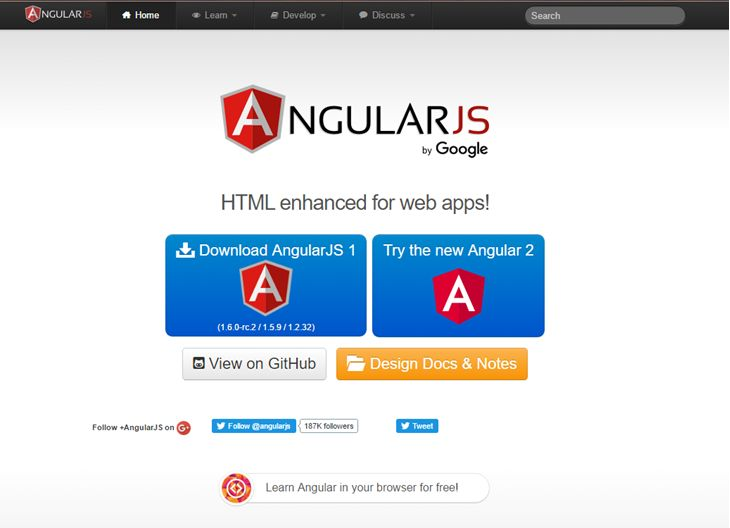 ANGULARJS Home Learn Develop Discuss Search
ANGULARJS
by Google
HTML enhanced for web apps!
Download AngularJS 1 Try the new Angular 2
(1.6.0-rc.2 / 1.5.9 / 1.2.32)
View on GitHub Design Docs & Notes
Follow +AngularJS on G+ Follow @angularjs 187K followers Tweet
Learn Angular in your browser for free!